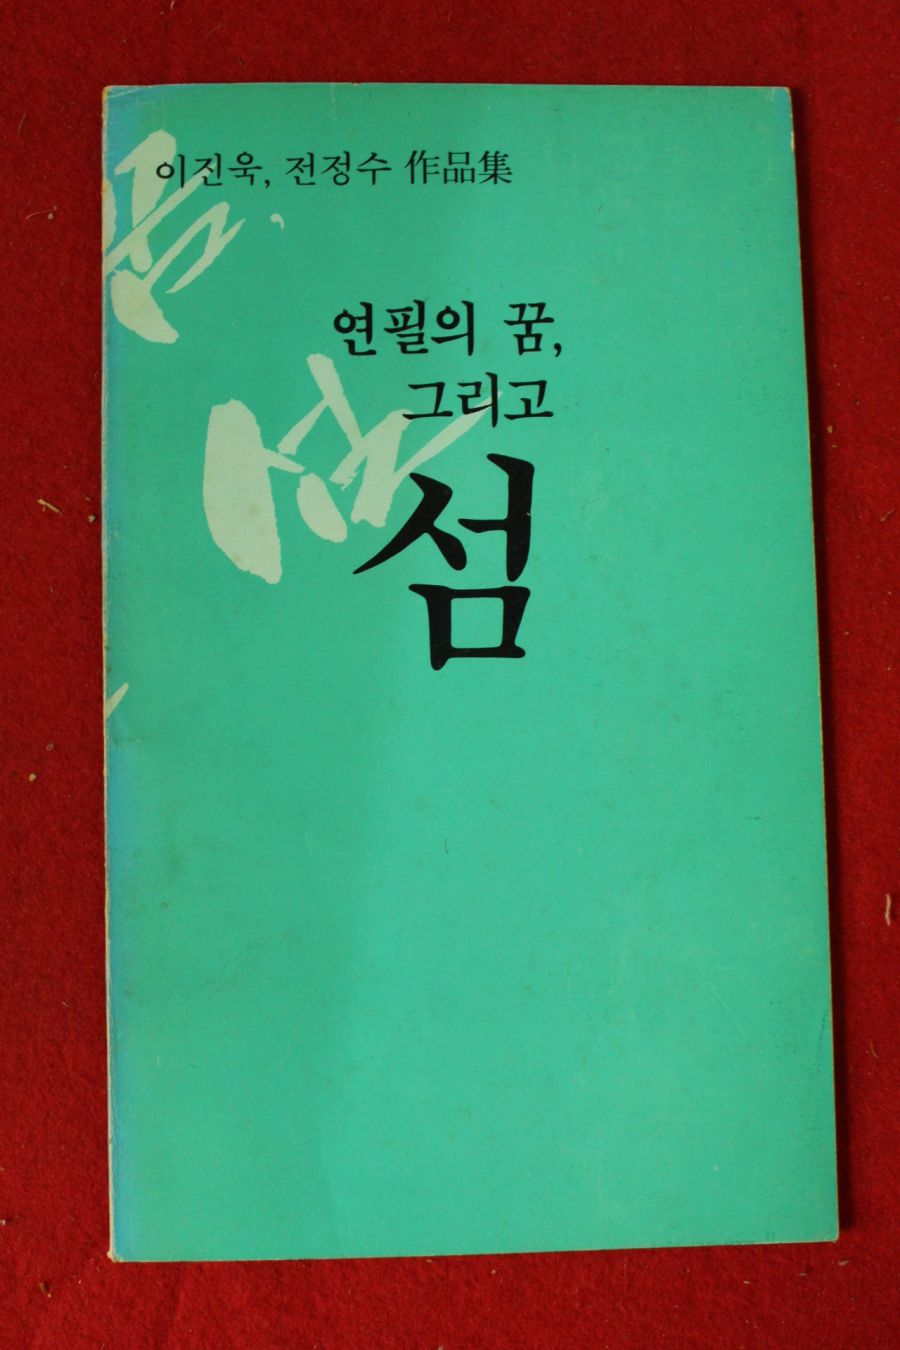 이진욱, 전정수 作品集
연필의 꿈,
그리고
섬